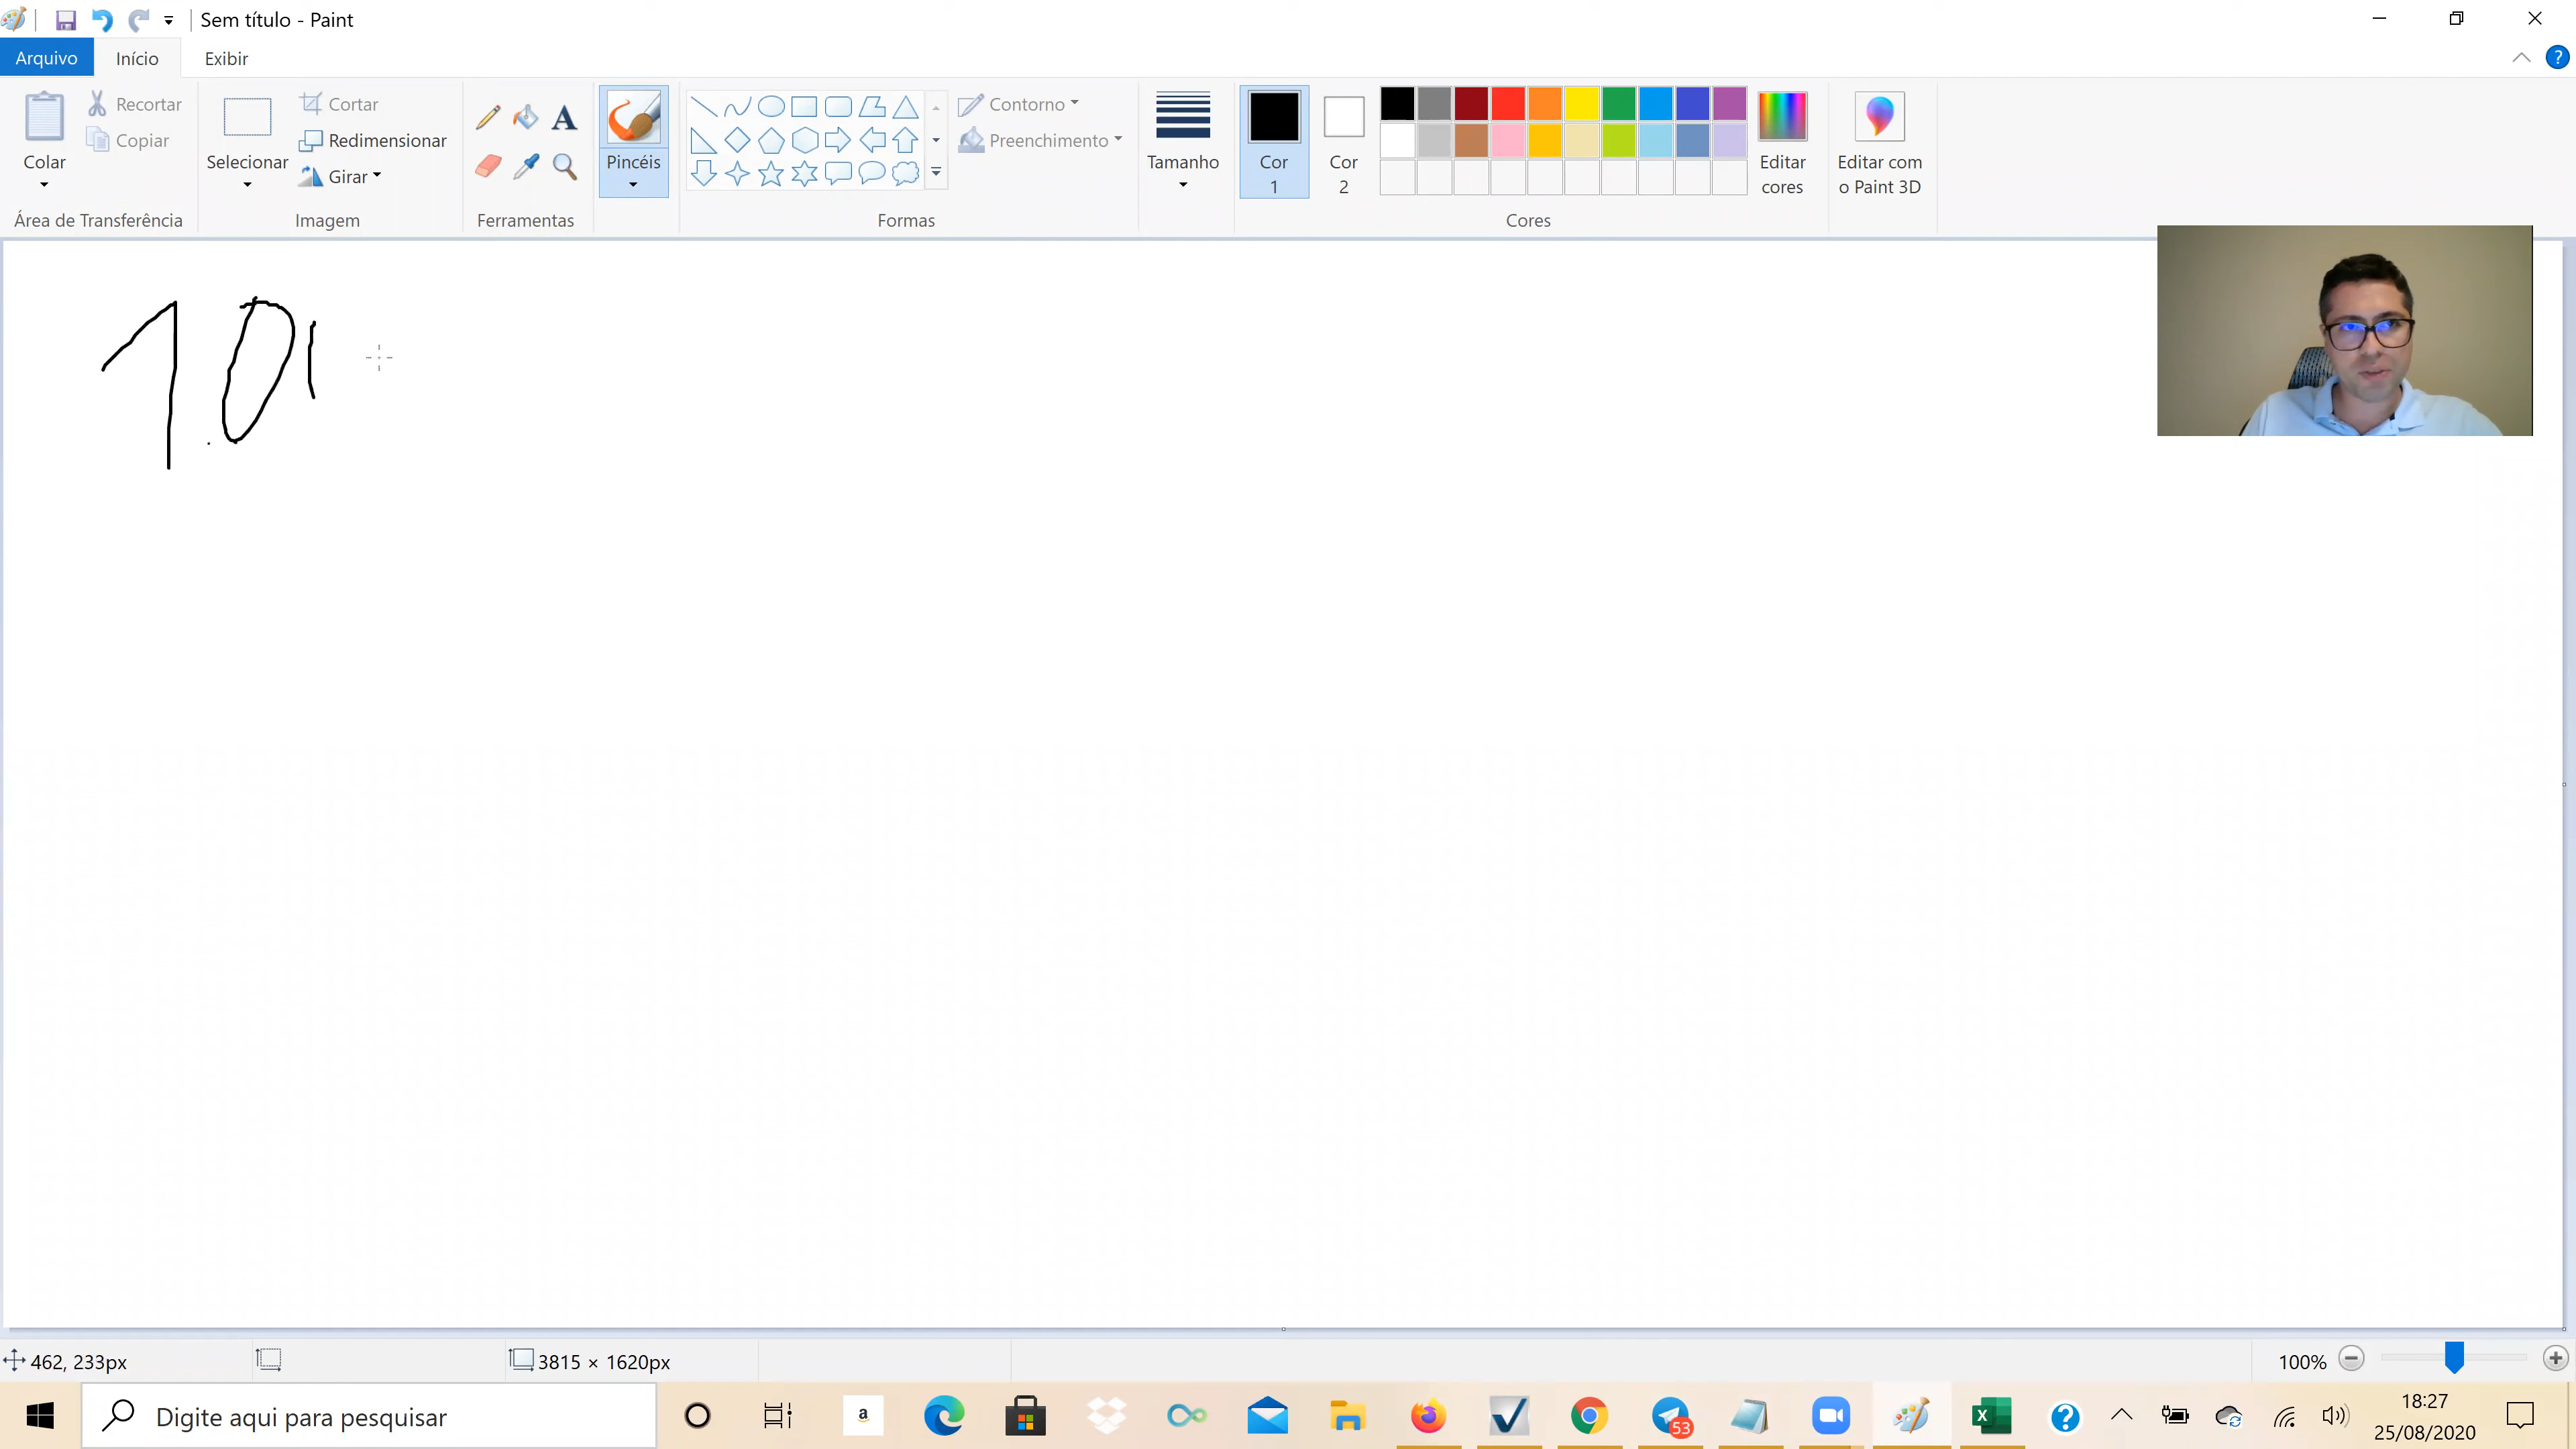 Sem título - Paint
Arquivo Início Exibir
Colar
Recortar
Copiar
Área de Transferência
Selecionar
Cortar
Redimensionar
Girar
Imagem
A
Ferramentas
Pincéis
Contorno
Preenchimento
Formas
Tamanho
Cor 1
Cor 2
Editar cores
Cores
Editar com o Paint 3D
?
1.01
462, 233px
3815 × 1620px
100%
Digite aqui para pesquisar
a
53
X
?
18:27
25/08/2020